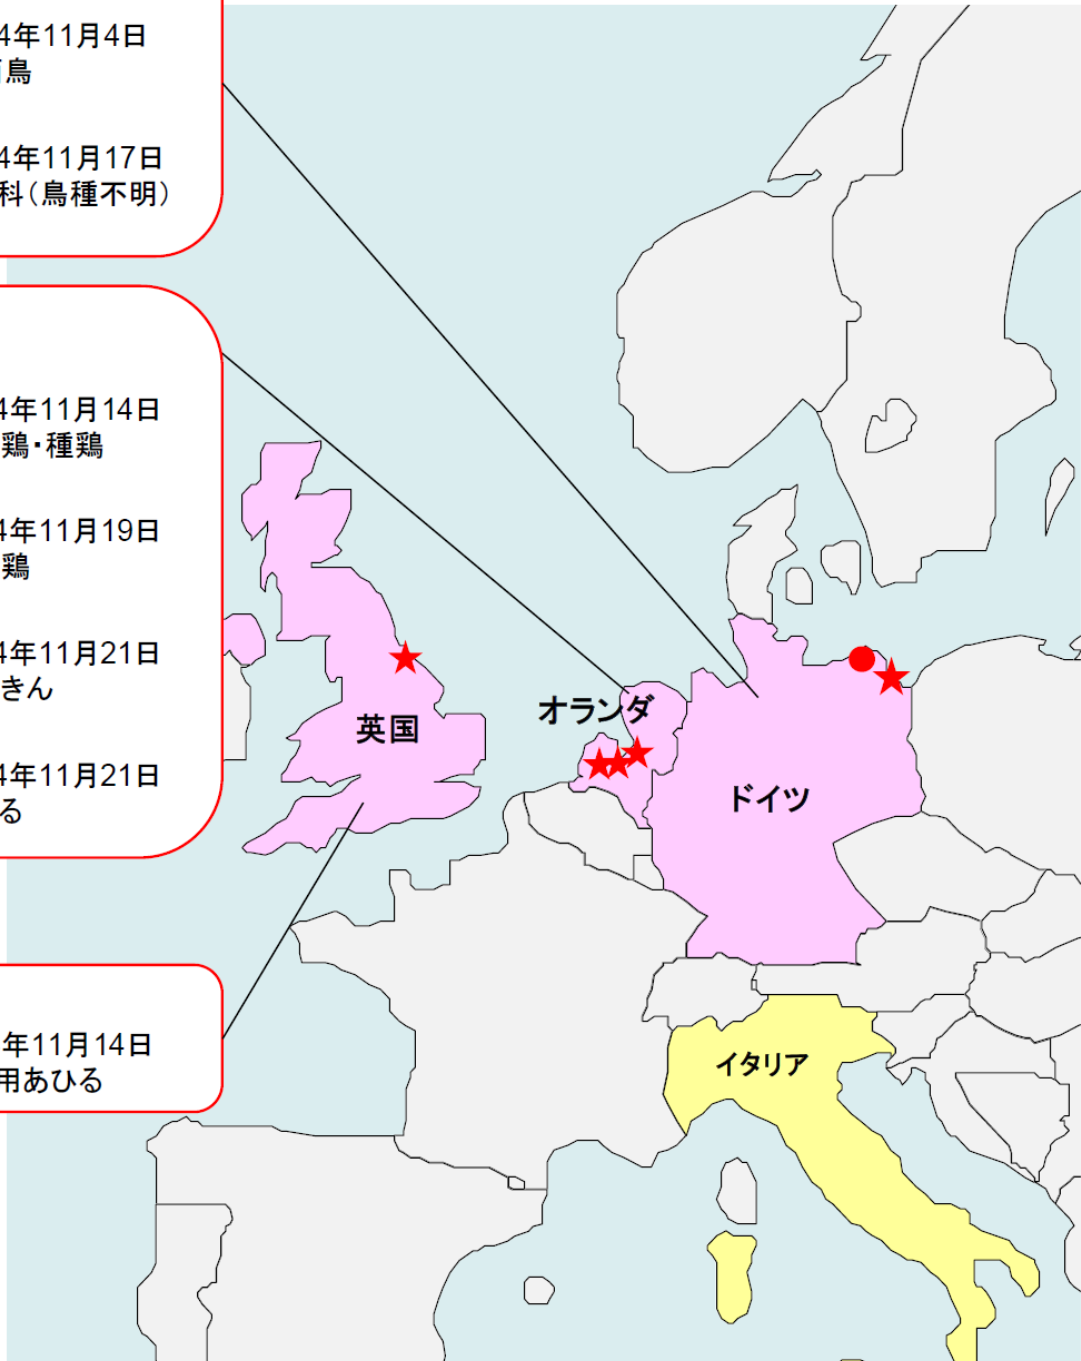 4年11月4日
鳥
4年11月17日
科（鳥種不明）
4年11月14日
鶏・種鶏
4年11月19日
鶏
4年11月21日
きん
4年11月21日
る
年11月14日
用あひる
英国
オランダ
ドイツ
イタリア